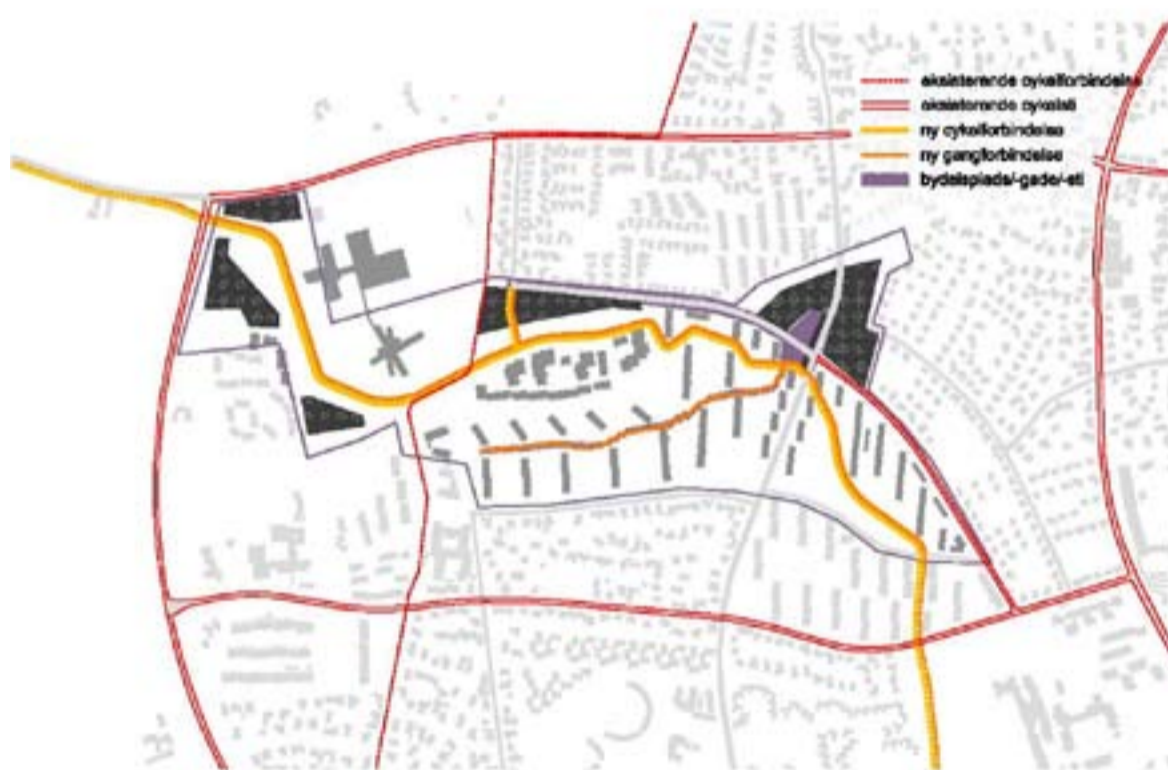 eksisterende cykelforbindelse
eksisterende cykelsti
ny cykelforbindelse
ny gangforbindelse
bydelsplads/-gade/-sti